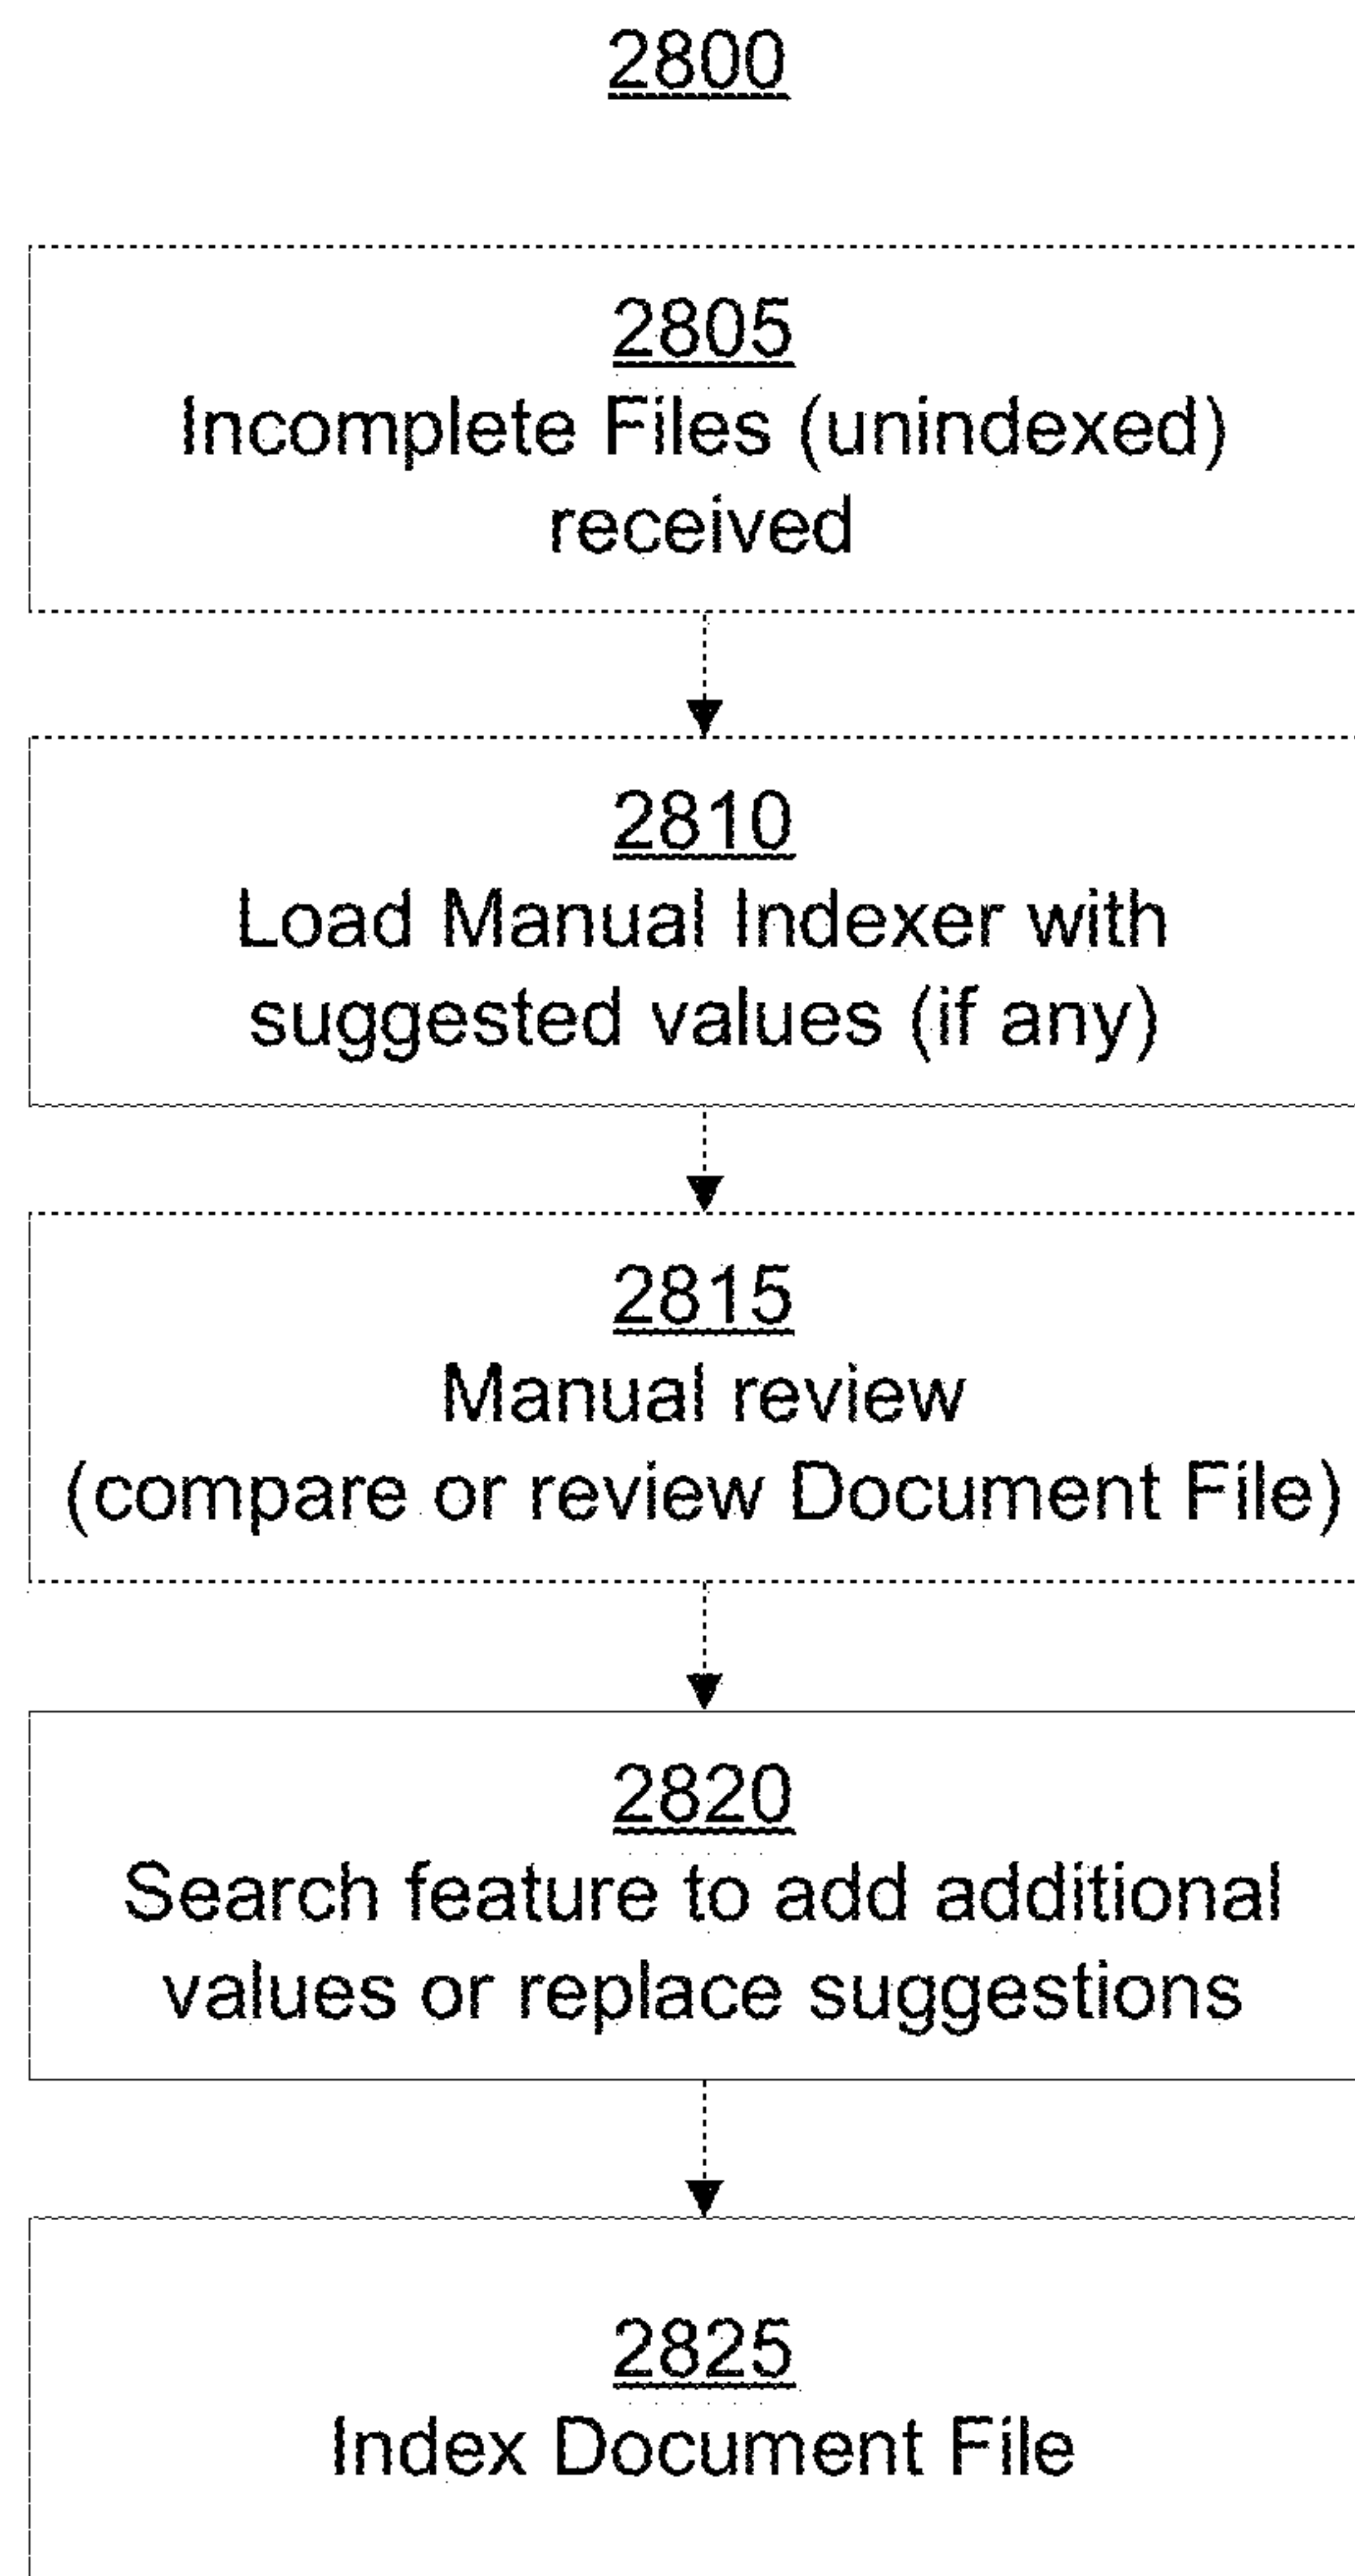 2800
2805
Incomplete Files (unindexed)
received
2810
Load Manual Indexer with
suggested values (if any)
2815
Manual review
(compare or review Document File)
2820
Search feature to add additional
values or replace suggestions
2825
Index Document File